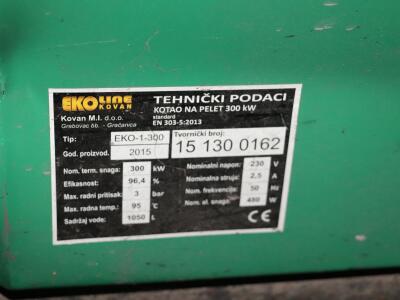 EKOLINE KOVAN
Kovan M.I. d.o.o.
Grebovac bb. - Gračanica
TEHNIČKI PODACI
KOTAO NA PELET 300 kW
standard
EN 303-5:2013
Tip: EKO-1-300
God. proizvod. 2015
Tvornički broj:
15 130 0162
Nom. term. snaga: 300 kW
Efikasnost: 96,4 %
Max. radni pritisak: 3 bar
Max. radna temp.: 95 °C
Sadržaj vode: 1050 L
Nominalni napon: 230 V
Nominalna struja: 2,5 A
Nom. frekvencija: 50 Hz
Nom. el. snaga: 480 W
CE